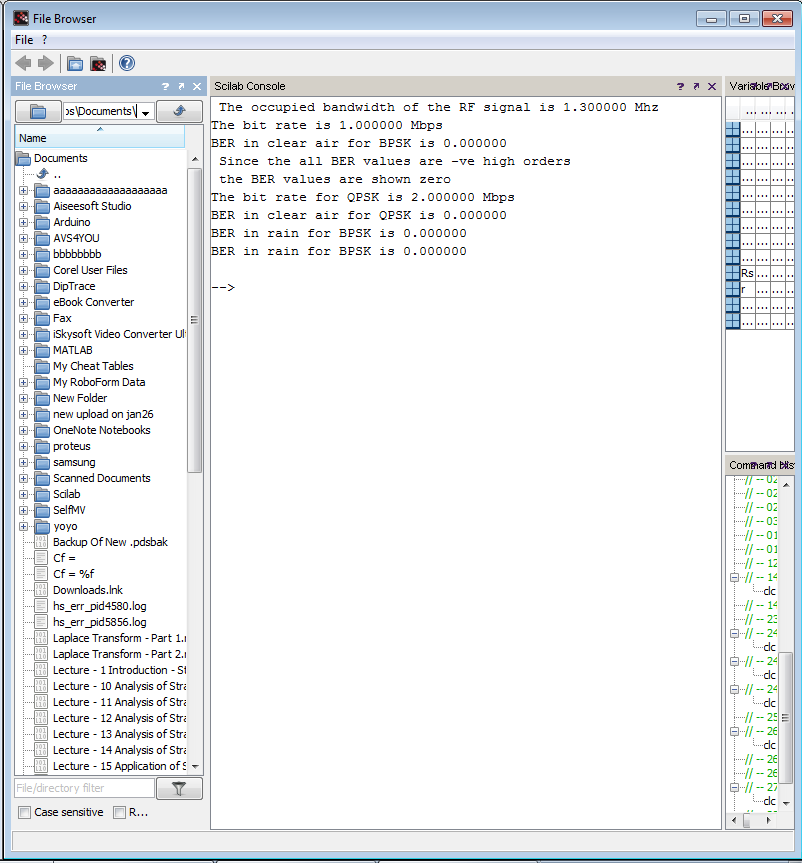 File Browser
File ?
File Browser ? ×
ɔs\Documents\
Name
Documents
..
aaaaaaaaaaaaaaaaaaa
Aiseesoft Studio
Arduino
AVS4YOU
bbbbbbbb
Corel User Files
DipTrace
eBook Converter
Fax
iSkysoft Video Converter Ul
MATLAB
My Cheat Tables
My RoboForm Data
New Folder
new upload on jan26
OneNote Notebooks
proteus
samsung
Scanned Documents
Scilab
SelfMV
yoyo
Backup Of New .pdsbak
Cf =
Cf = %f
Downloads.lnk
hs_err_pid4580.log
hs_err_pid5856.log
Laplace Transform - Part 1.
Laplace Transform - Part 2.
Lecture - 1 Introduction - St
Lecture - 10 Analysis of Stra
Lecture - 11 Analysis of Stra
Lecture - 12 Analysis of Stra
Lecture - 13 Analysis of Stra
Lecture - 14 Analysis of Stra
Lecture - 15 Application of S
File/directory filter
Case sensitive R...
Scilab Console ? ×
The occupied bandwidth of the RF signal is 1.300000 Mhz
The bit rate is 1.000000 Mbps
BER in clear air for BPSK is 0.000000
Since the all BER values are -ve high orders
the BER values are shown zero
The bit rate for QPSK is 2.000000 Mbps
BER in clear air for QPSK is 0.000000
BER in rain for BPSK is 0.000000
BER in rain for BPSK is 0.000000
-->
Variable
... ... ... ..
Rs ... ... ..
r ... ... ..
Command
// -- 02
// -- 02
// -- 02
// -- 03
// -- 01
// -- 01
// -- 12
// -- 14
clc
// -- 14
// -- 23
// -- 24
clc
// -- 24
clc
// -- 24
clc
// -- 25
// -- 26
clc
// -- 26
// -- 26
// -- 27
clc